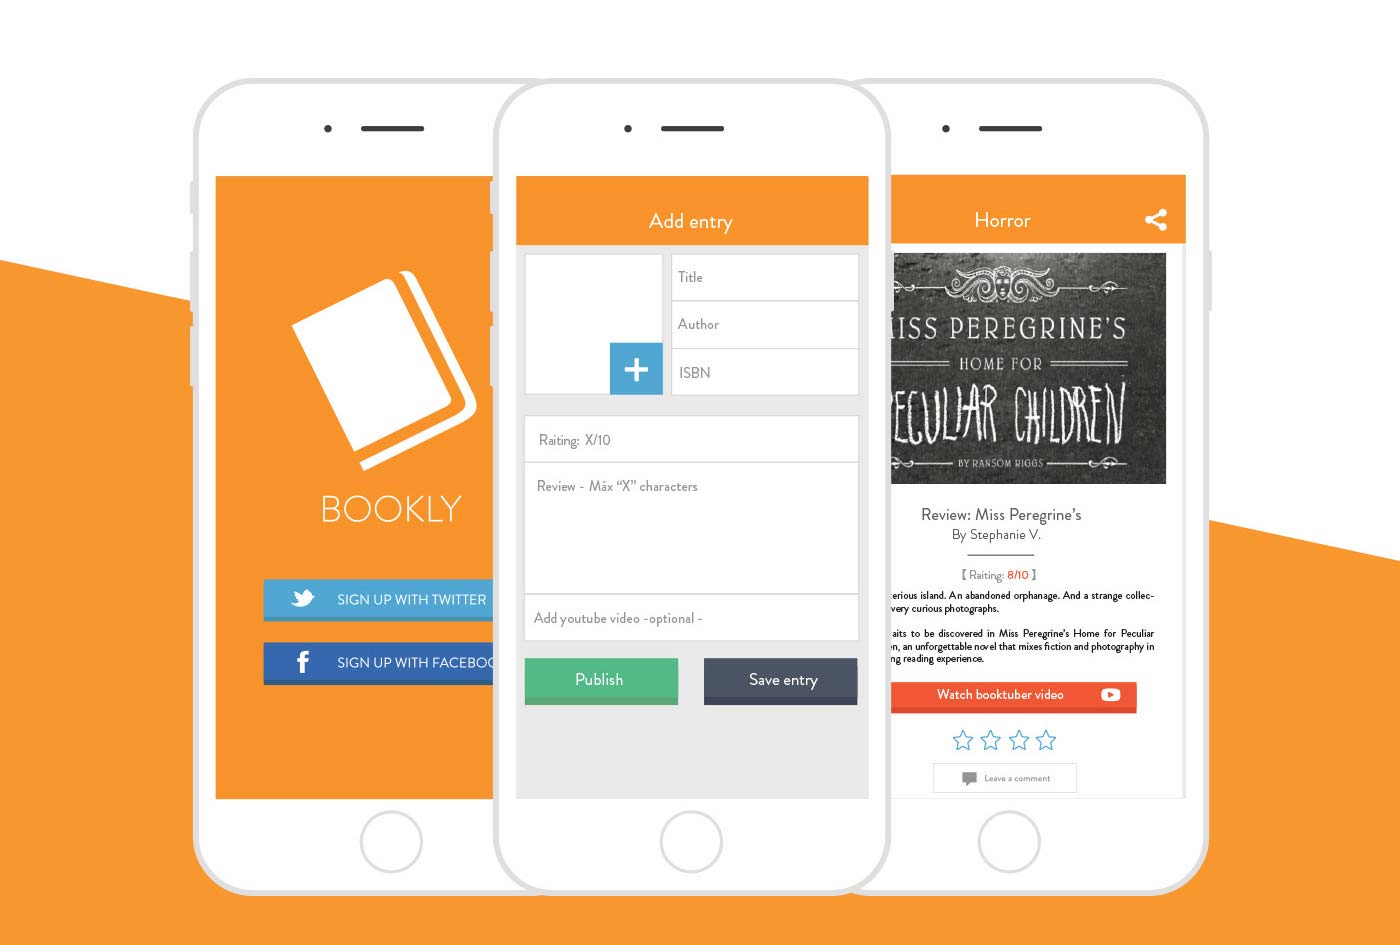 BOOKLY
SIGN UP WITH TWITTER
SIGN UP WITH FACEBOO
Add entry
Title
Author
ISBN
Raiting: X/10
Review - Máx “X” characters
Add youtube video -optional -
Publish
Save entry
Horror
ISS PEREGRINE'S
HOME FOR
ECULIAR CHILDREN
BY RANSOM RIGGS
Review: Miss Peregrine's
By Stephanie V.
[ Raiting: 8/10 ]
erious island. An abandoned orphanage. And a strange collec-
very curious photographs.
aits to be discovered in Miss Peregrine's Home for Peculiar
en, an unforgettable novel that mixes fiction and photography in
ng reading experience.
Watch booktuber video
Leave a comment